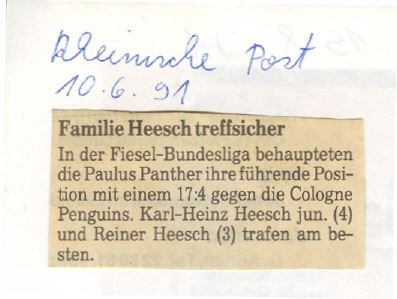 Rheinische Post
10.6.91
Familie Heesch treffsicher
In der Fiesel-Bundesliga behaupteten
die Paulus Panther ihre führende Posi-
tion mit einem 17:4 gegen die Cologne
Penguins. Karl-Heinz Heesch jun. (4)
und Reiner Heesch (3) trafen am be-
sten.